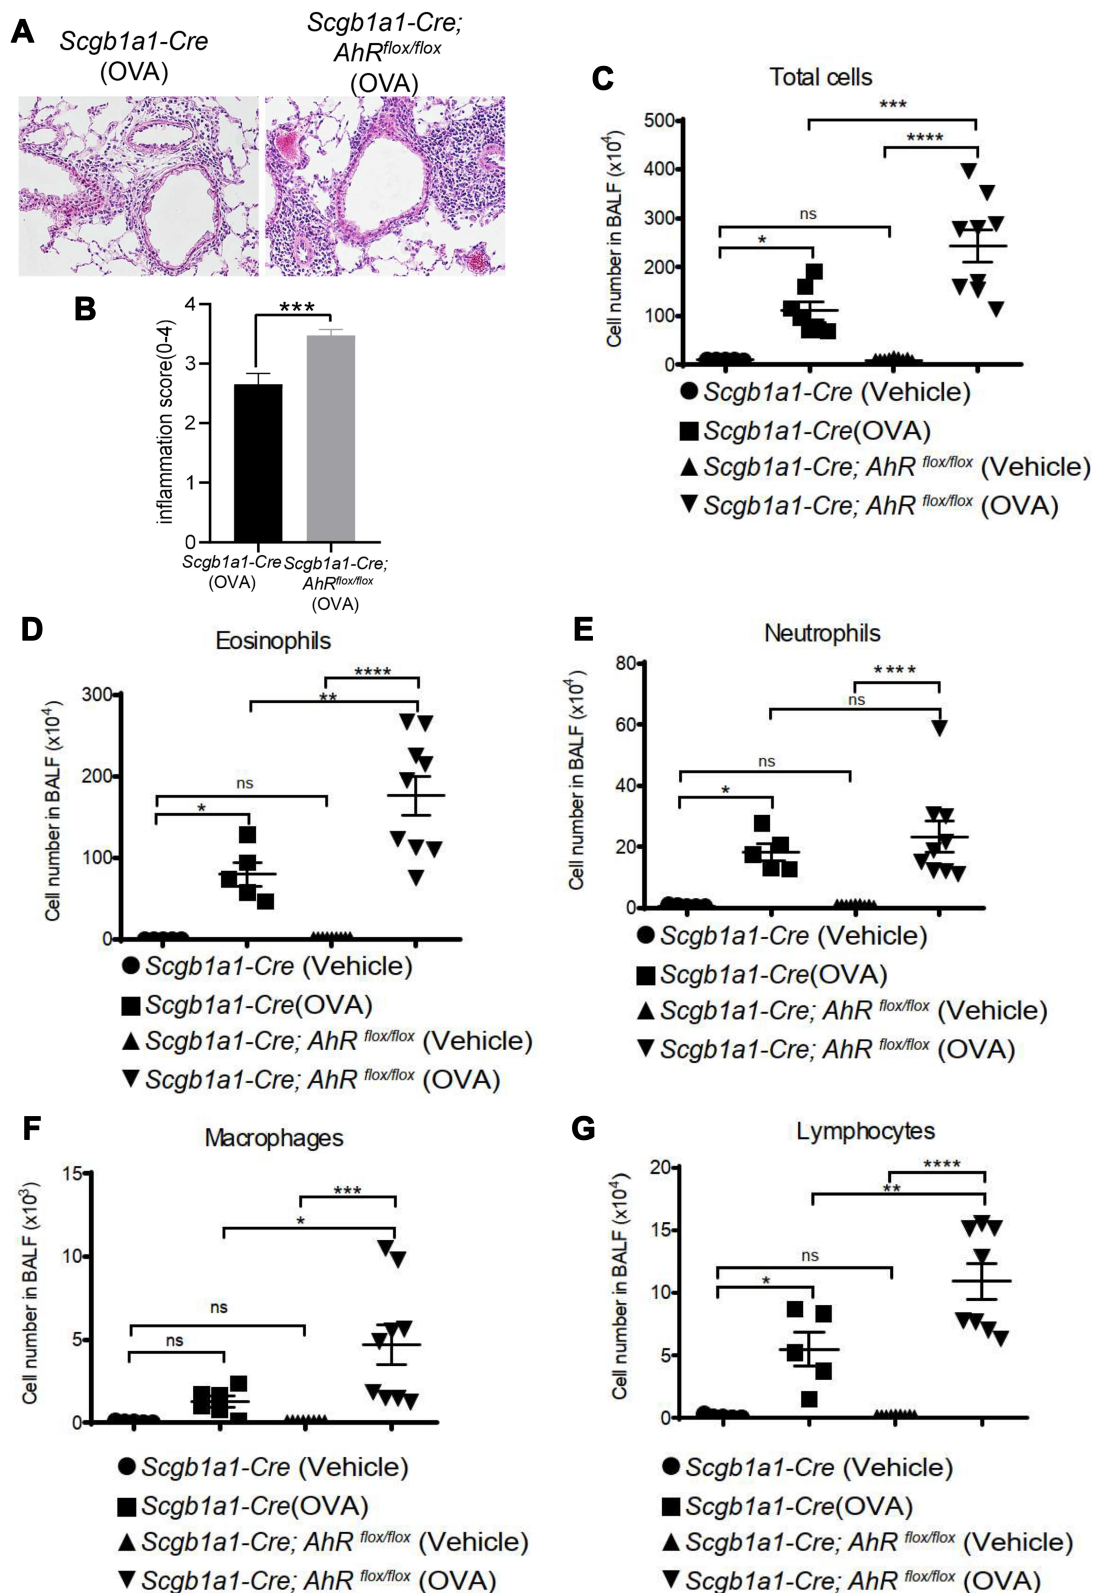 A
Scgb1a1-Cre
(OVA)
Scgb1a1-Cre;
AhRflox/flox
(OVA)
B
inflammation score(0-4)
4
3
2
1
0
***
Scgb1a1-Cre
(OVA)
Scgb1a1-Cre;
AhRflox/flox
(OVA)
C
Total cells
Cell number in BALF (x104)
500
400
300
200
100
0
***
****
ns
*
Scgb1a1-Cre (Vehicle)
Scgb1a1-Cre(OVA)
Scgb1a1-Cre; AhR flox/flox (Vehicle)
Scgb1a1-Cre; AhR flox/flox (OVA)
D
Eosinophils
Cell number in BALF (x104)
300
200
100
0
****
**
ns
*
Scgb1a1-Cre (Vehicle)
Scgb1a1-Cre(OVA)
Scgb1a1-Cre; AhR flox/flox (Vehicle)
Scgb1a1-Cre; AhR flox/flox (OVA)
E
Neutrophils
Cell number in BALF (x104)
80
60
40
20
0
****
ns
ns
*
Scgb1a1-Cre (Vehicle)
Scgb1a1-Cre(OVA)
Scgb1a1-Cre; AhR flox/flox (Vehicle)
Scgb1a1-Cre; AhR flox/flox (OVA)
F
Macrophages
Cell number in BALF (x103)
15
10
5
0
***
*
ns
ns
Scgb1a1-Cre (Vehicle)
Scgb1a1-Cre(OVA)
Scgb1a1-Cre; AhR flox/flox (Vehicle)
Scgb1a1-Cre; AhR flox/flox (OVA)
G
Lymphocytes
Cell number in BALF (x104)
20
15
10
5
0
****
**
ns
*
Scgb1a1-Cre (Vehicle)
Scgb1a1-Cre(OVA)
Scgb1a1-Cre; AhR flox/flox (Vehicle)
Scgb1a1-Cre; AhR flox/flox (OVA)